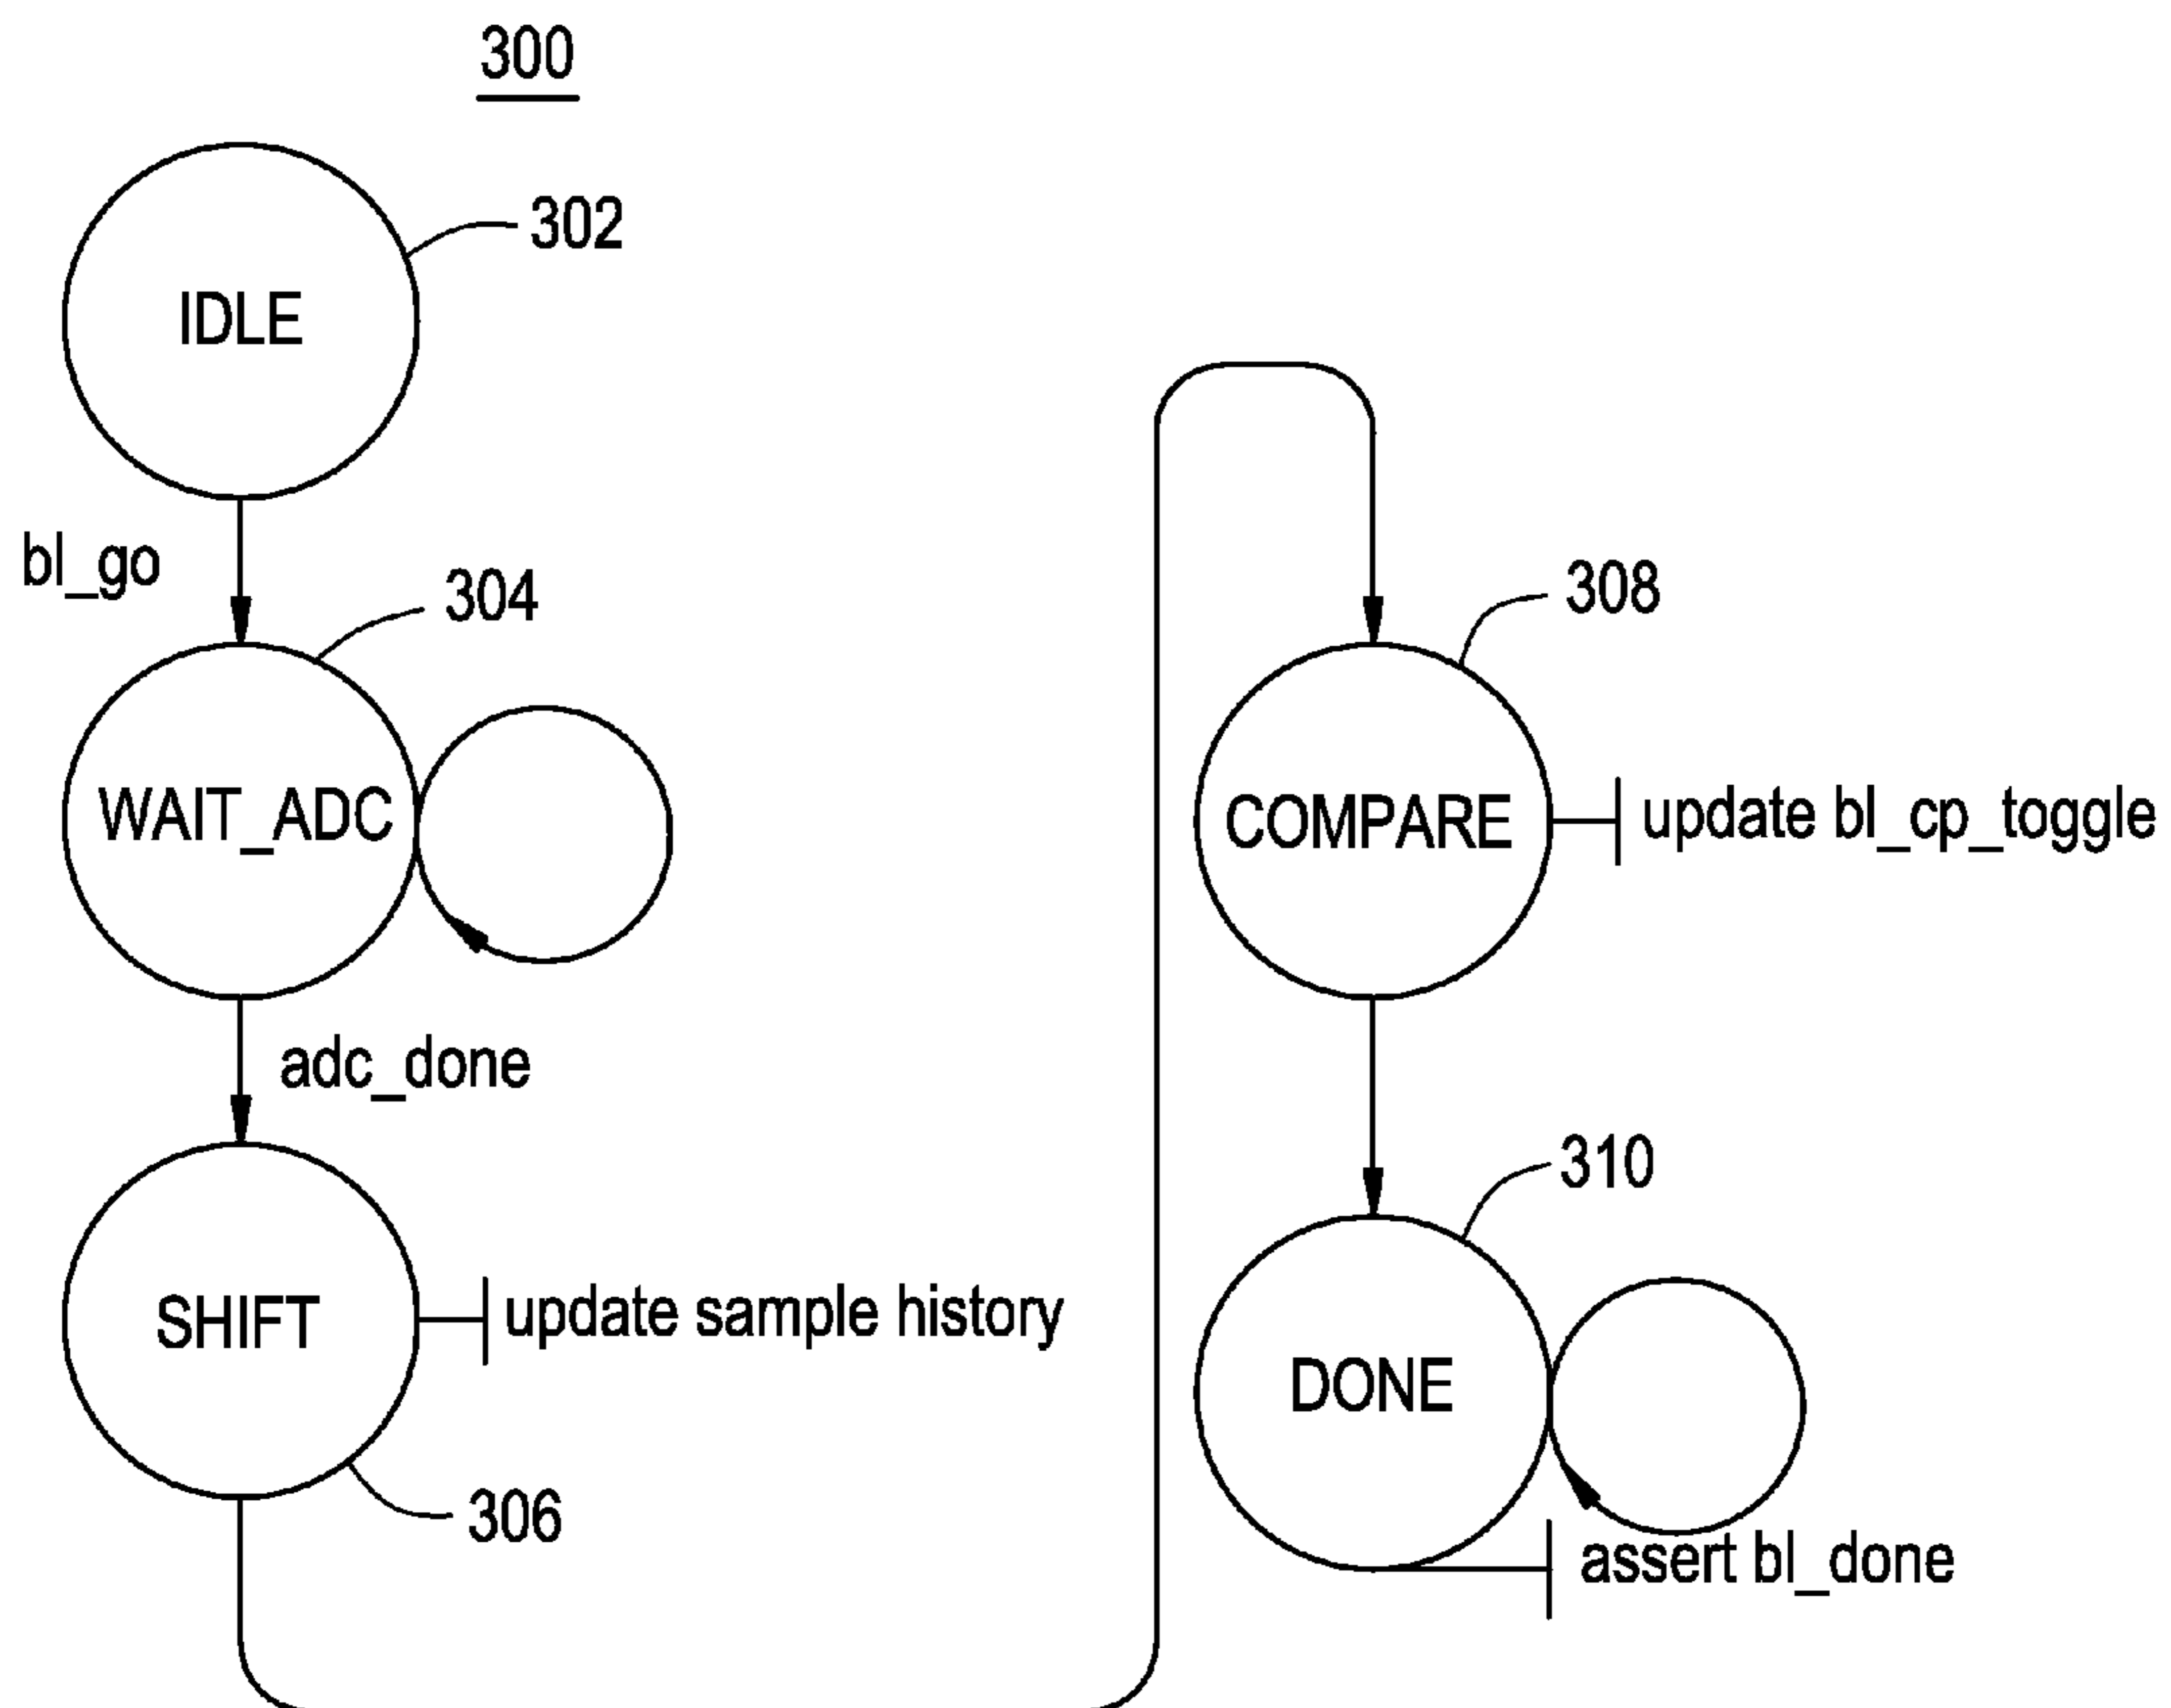 300
302
IDLE
bl_go
304
WAIT_ADC
adc_done
SHIFT
update sample history
306
308
COMPARE
update bl_cp_toggle
310
DONE
assert bl_done